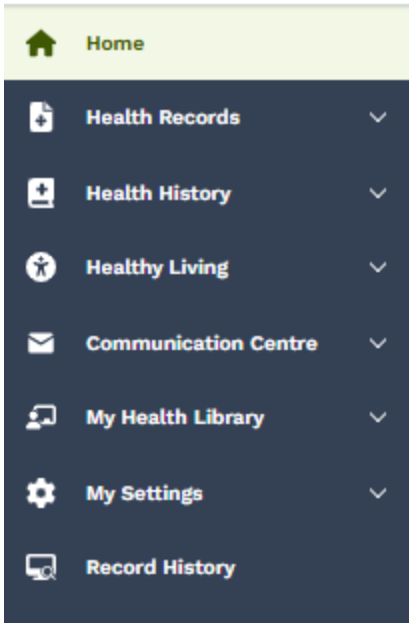 Home
Health Records
Health History
Healthy Living
Communication Centre
My Health Library
My Settings
Record History